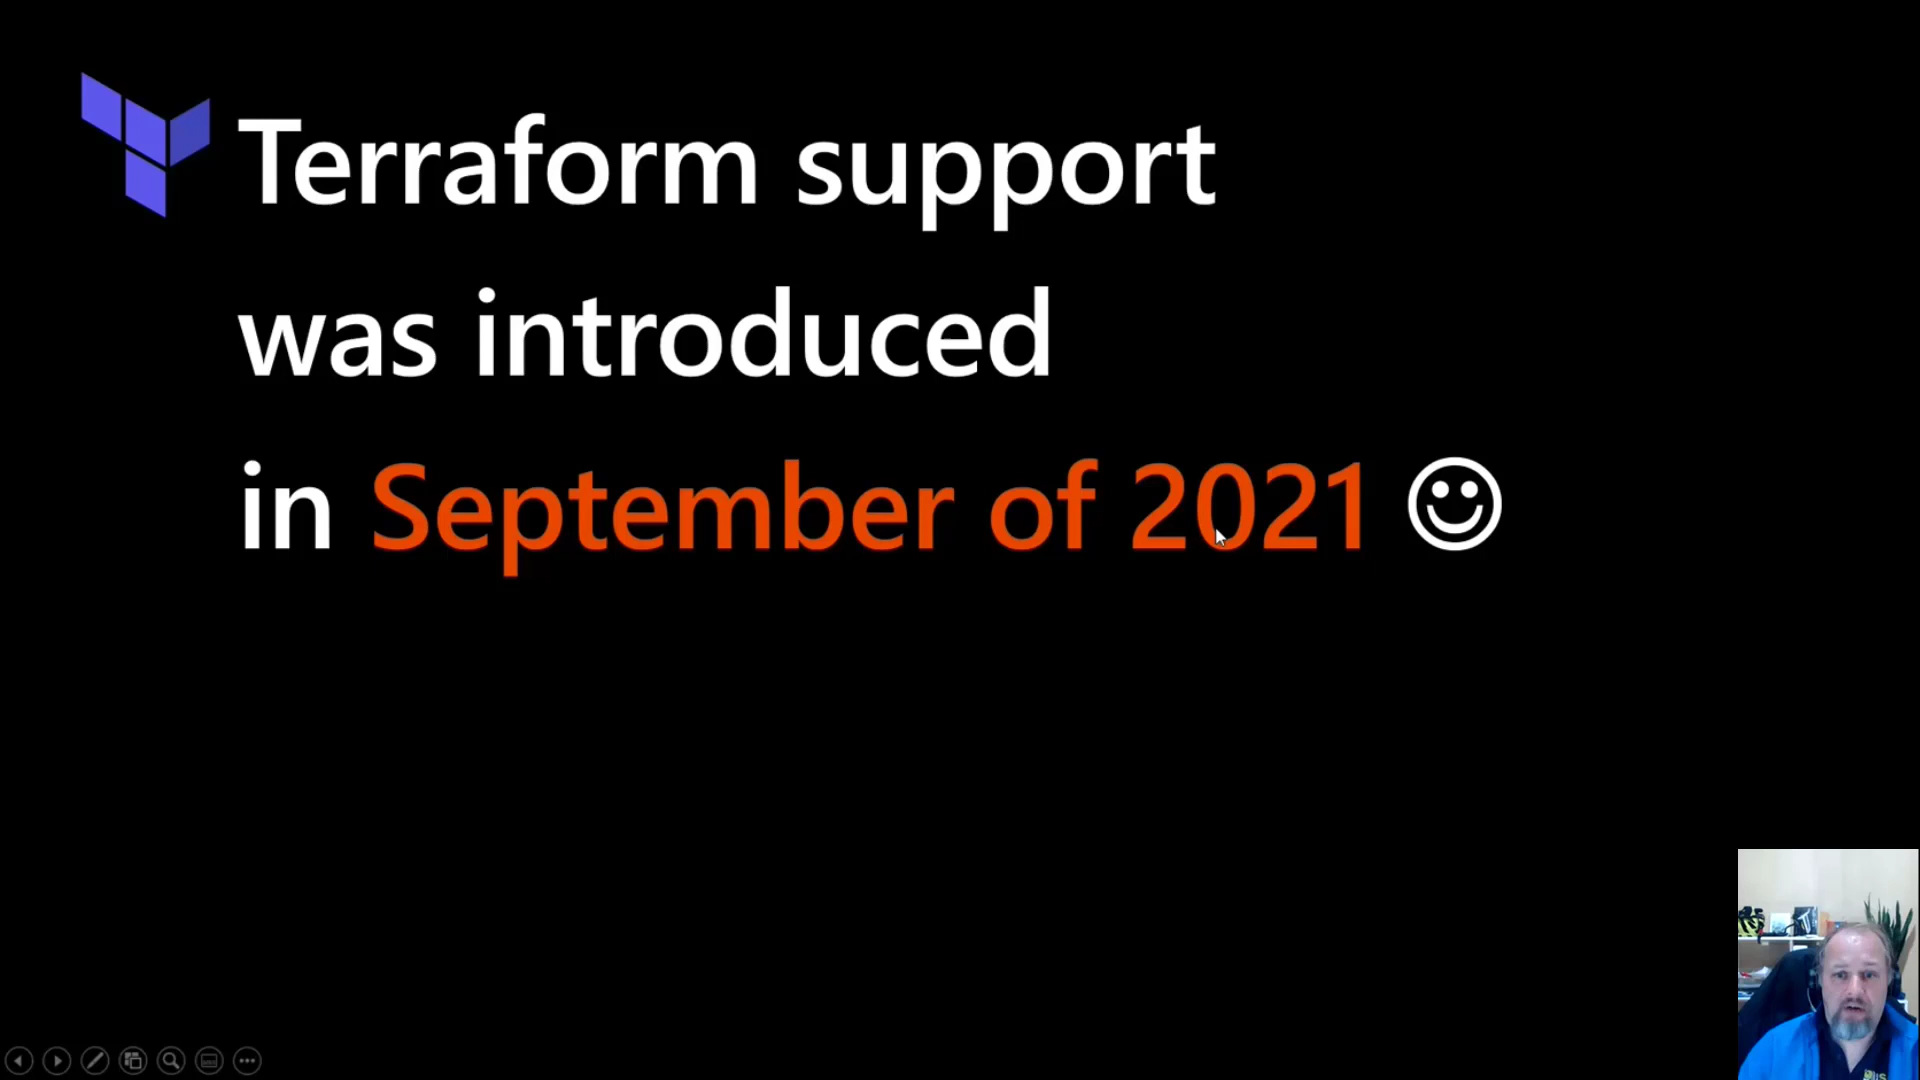 Terraform support
was introduced
in September of 2021 ☺